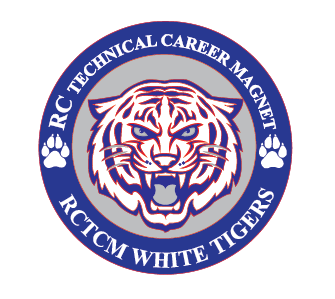 RC TECHNICAL CAREER MAGNET
RCTCM WHITE TIGERS